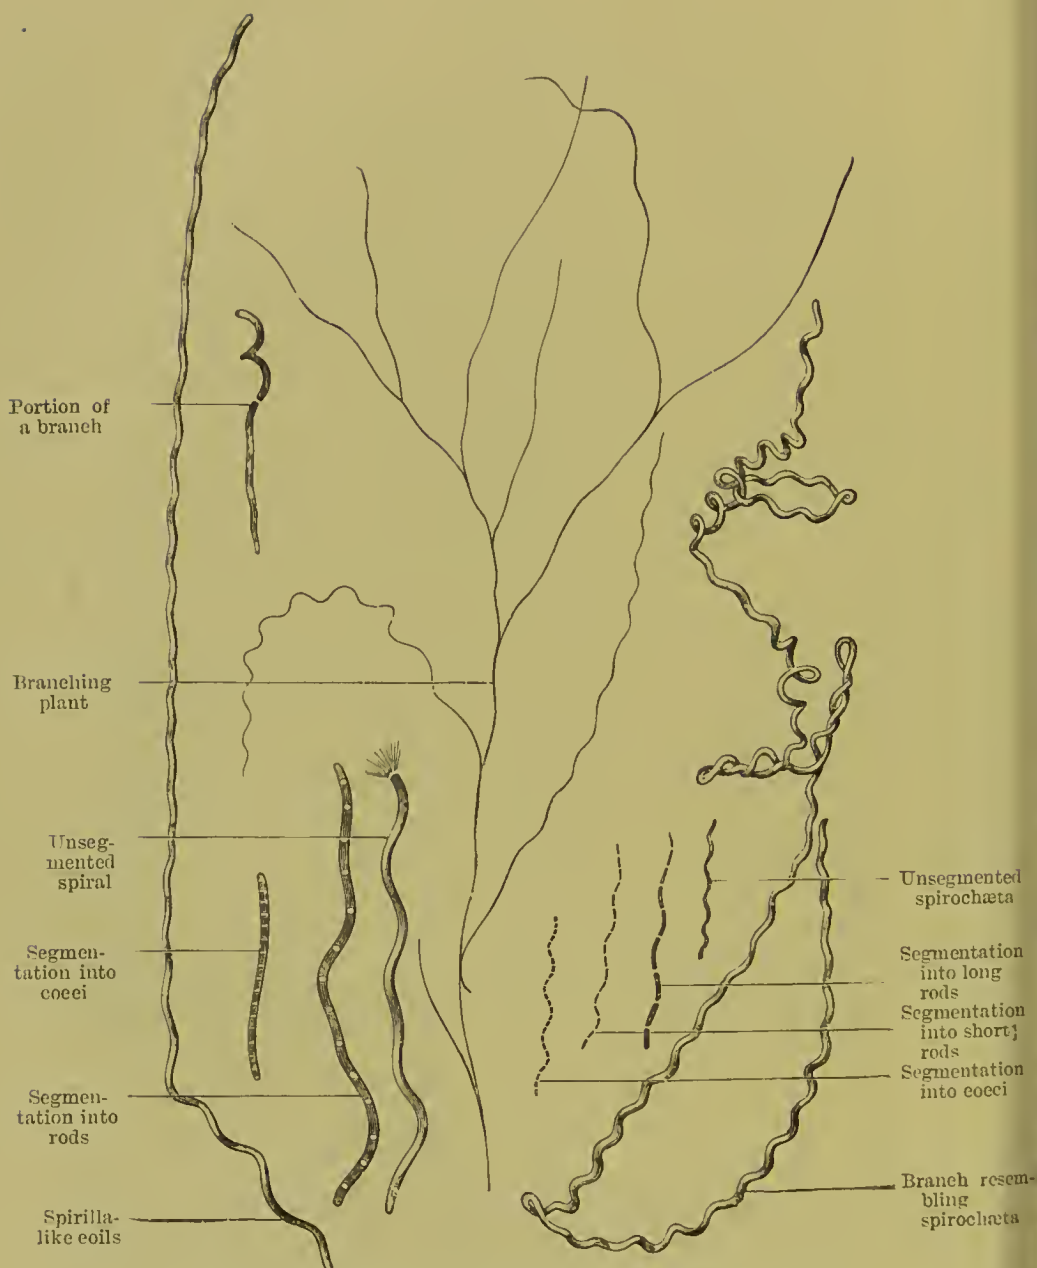 Portion of
a branch
Branching
plant
Unseg-
mented
spiral
Segmen-
tation into
cocci
Segmen-
tation into
rods
Spirilla-
like coils
Unsegmented
spirochæta
Segmentation
into long
rods
Segmentation
into short
rods
Segmentation
into cocci
Branch resem-
bling
spirochæta